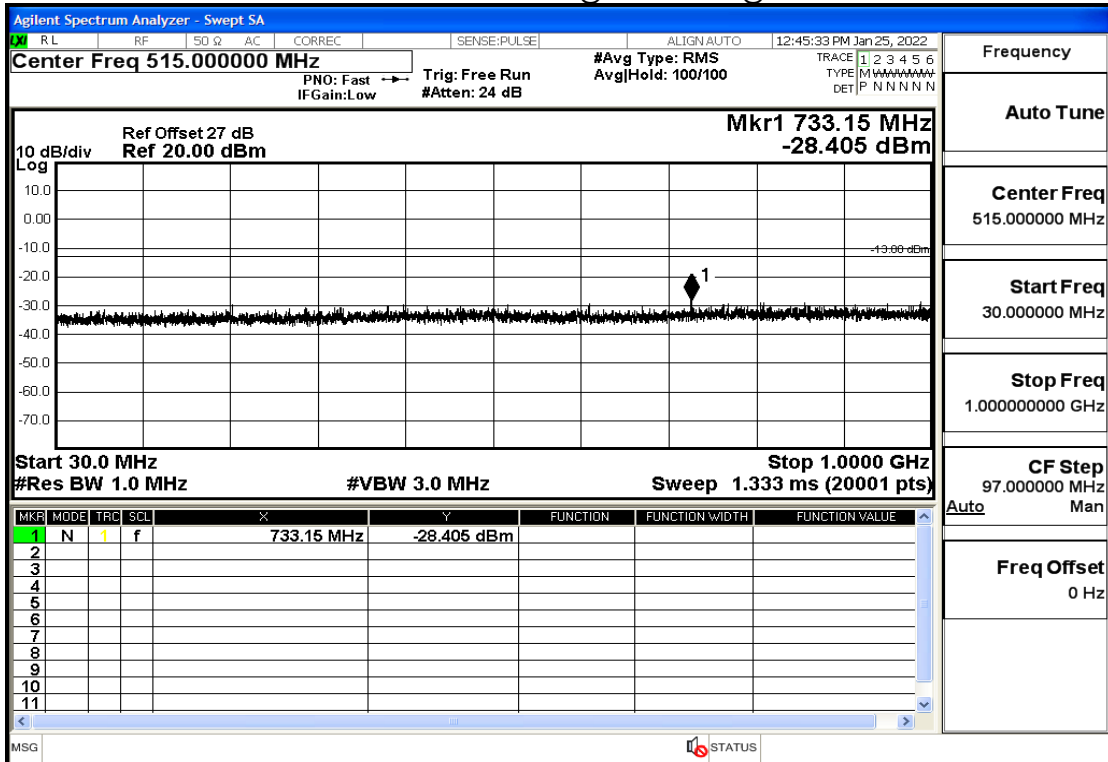 Agilent Spectrum Analyzer - Swept SA
LXI RL RF 50 Ω AC CORREC SENSE:PULSE ALIGN AUTO 12:45:33 PM Jan 25, 2022
Center Freq 515.000000 MHz
PNO: Fast
IFGain:Low
Trig: Free Run
#Atten: 24 dB
#Avg Type: RMS
Avg|Hold: 100/100
TRACE 1 2 3 4 5 6
TYPE M WWWWW
DET P N N N N N
Ref Offset 27 dB
10 dB/div Ref 20.00 dBm
Log
Mkr1 733.15 MHz
-28.405 dBm
10.0
0.00
-10.0
-13.00 dBm
-20.0
1
-30.0
-40.0
-50.0
-60.0
-70.0
Start 30.0 MHz Stop 1.0000 GHz
#Res BW 1.0 MHz #VBW 3.0 MHz Sweep 1.333 ms (20001 pts)
MKR MODE TRC SCL X Y FUNCTION FUNCTION WIDTH FUNCTION VALUE
1 N 1 f 733.15 MHz -28.405 dBm
2
3
4
5
6
7
8
9
10
11
MSG STATUS
Frequency
Auto Tune
Center Freq
515.000000 MHz
Start Freq
30.000000 MHz
Stop Freq
1.000000000 GHz
CF Step
97.000000 MHz
Auto Man
Freq Offset
0 Hz